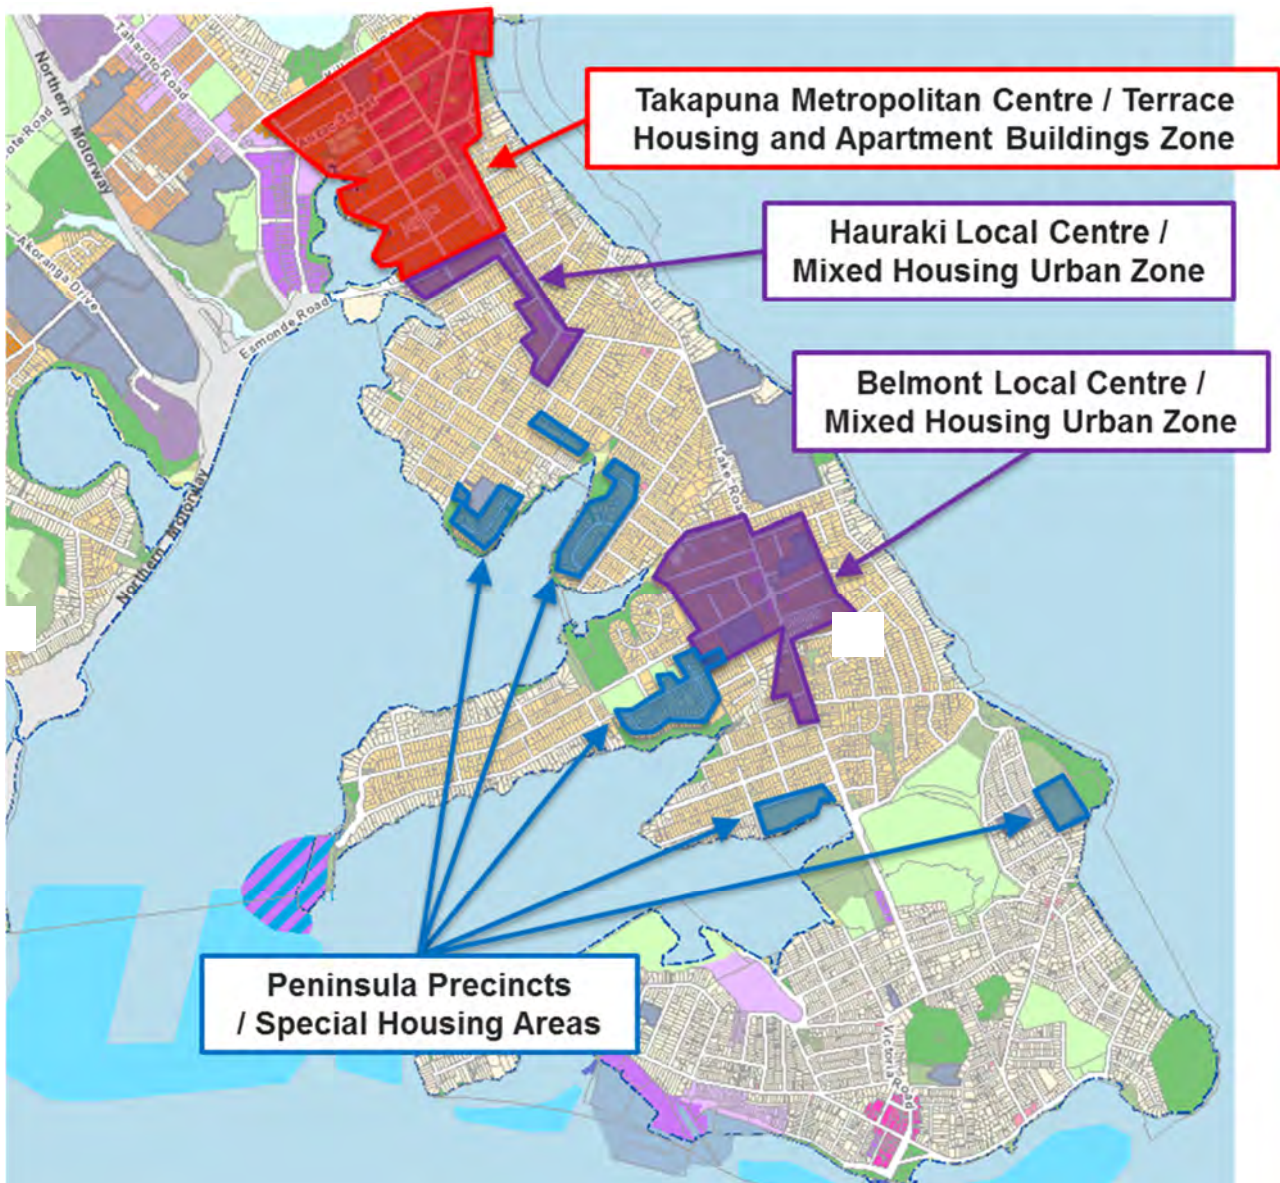 Taharoto Road
Northern Motorway
ote-Road
Takapuna Metropolitan Centre / Terrace
Housing and Apartment Buildings Zone
Hauraki Local Centre /
Mixed Housing Urban Zone
Akoranga Drive
Esmonde Road
Belmont Local Centre /
Mixed Housing Urban Zone
Lake Road
Northern Motorway
Peninsula Precincts
/ Special Housing Areas
Victoria Road